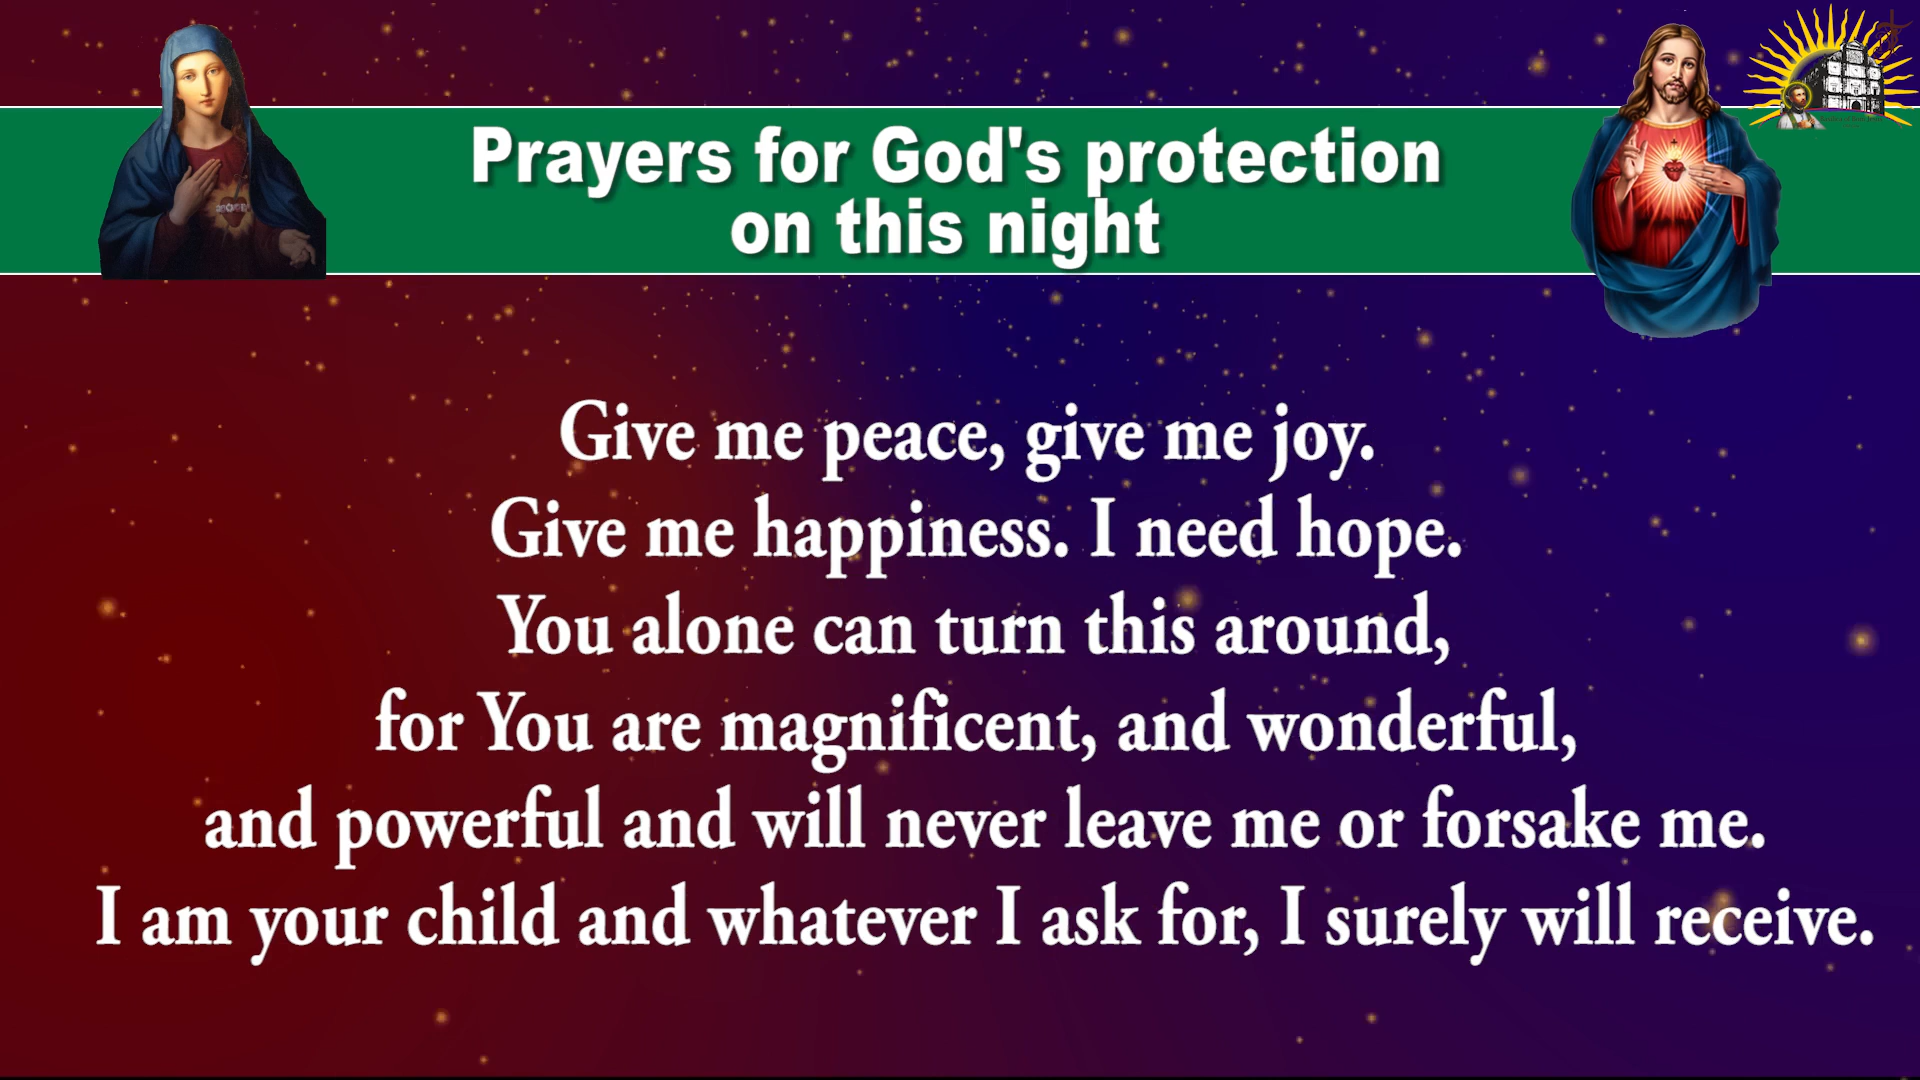 Prayers for God's protection
on this night
Give me peace, give me joy.
Give me happiness. I need hope.
You alone can turn this around,
for You are magnificent, and wonderful,
and powerful and will never leave me or forsake me.
I am your child and whatever I ask for, I surely will receive.